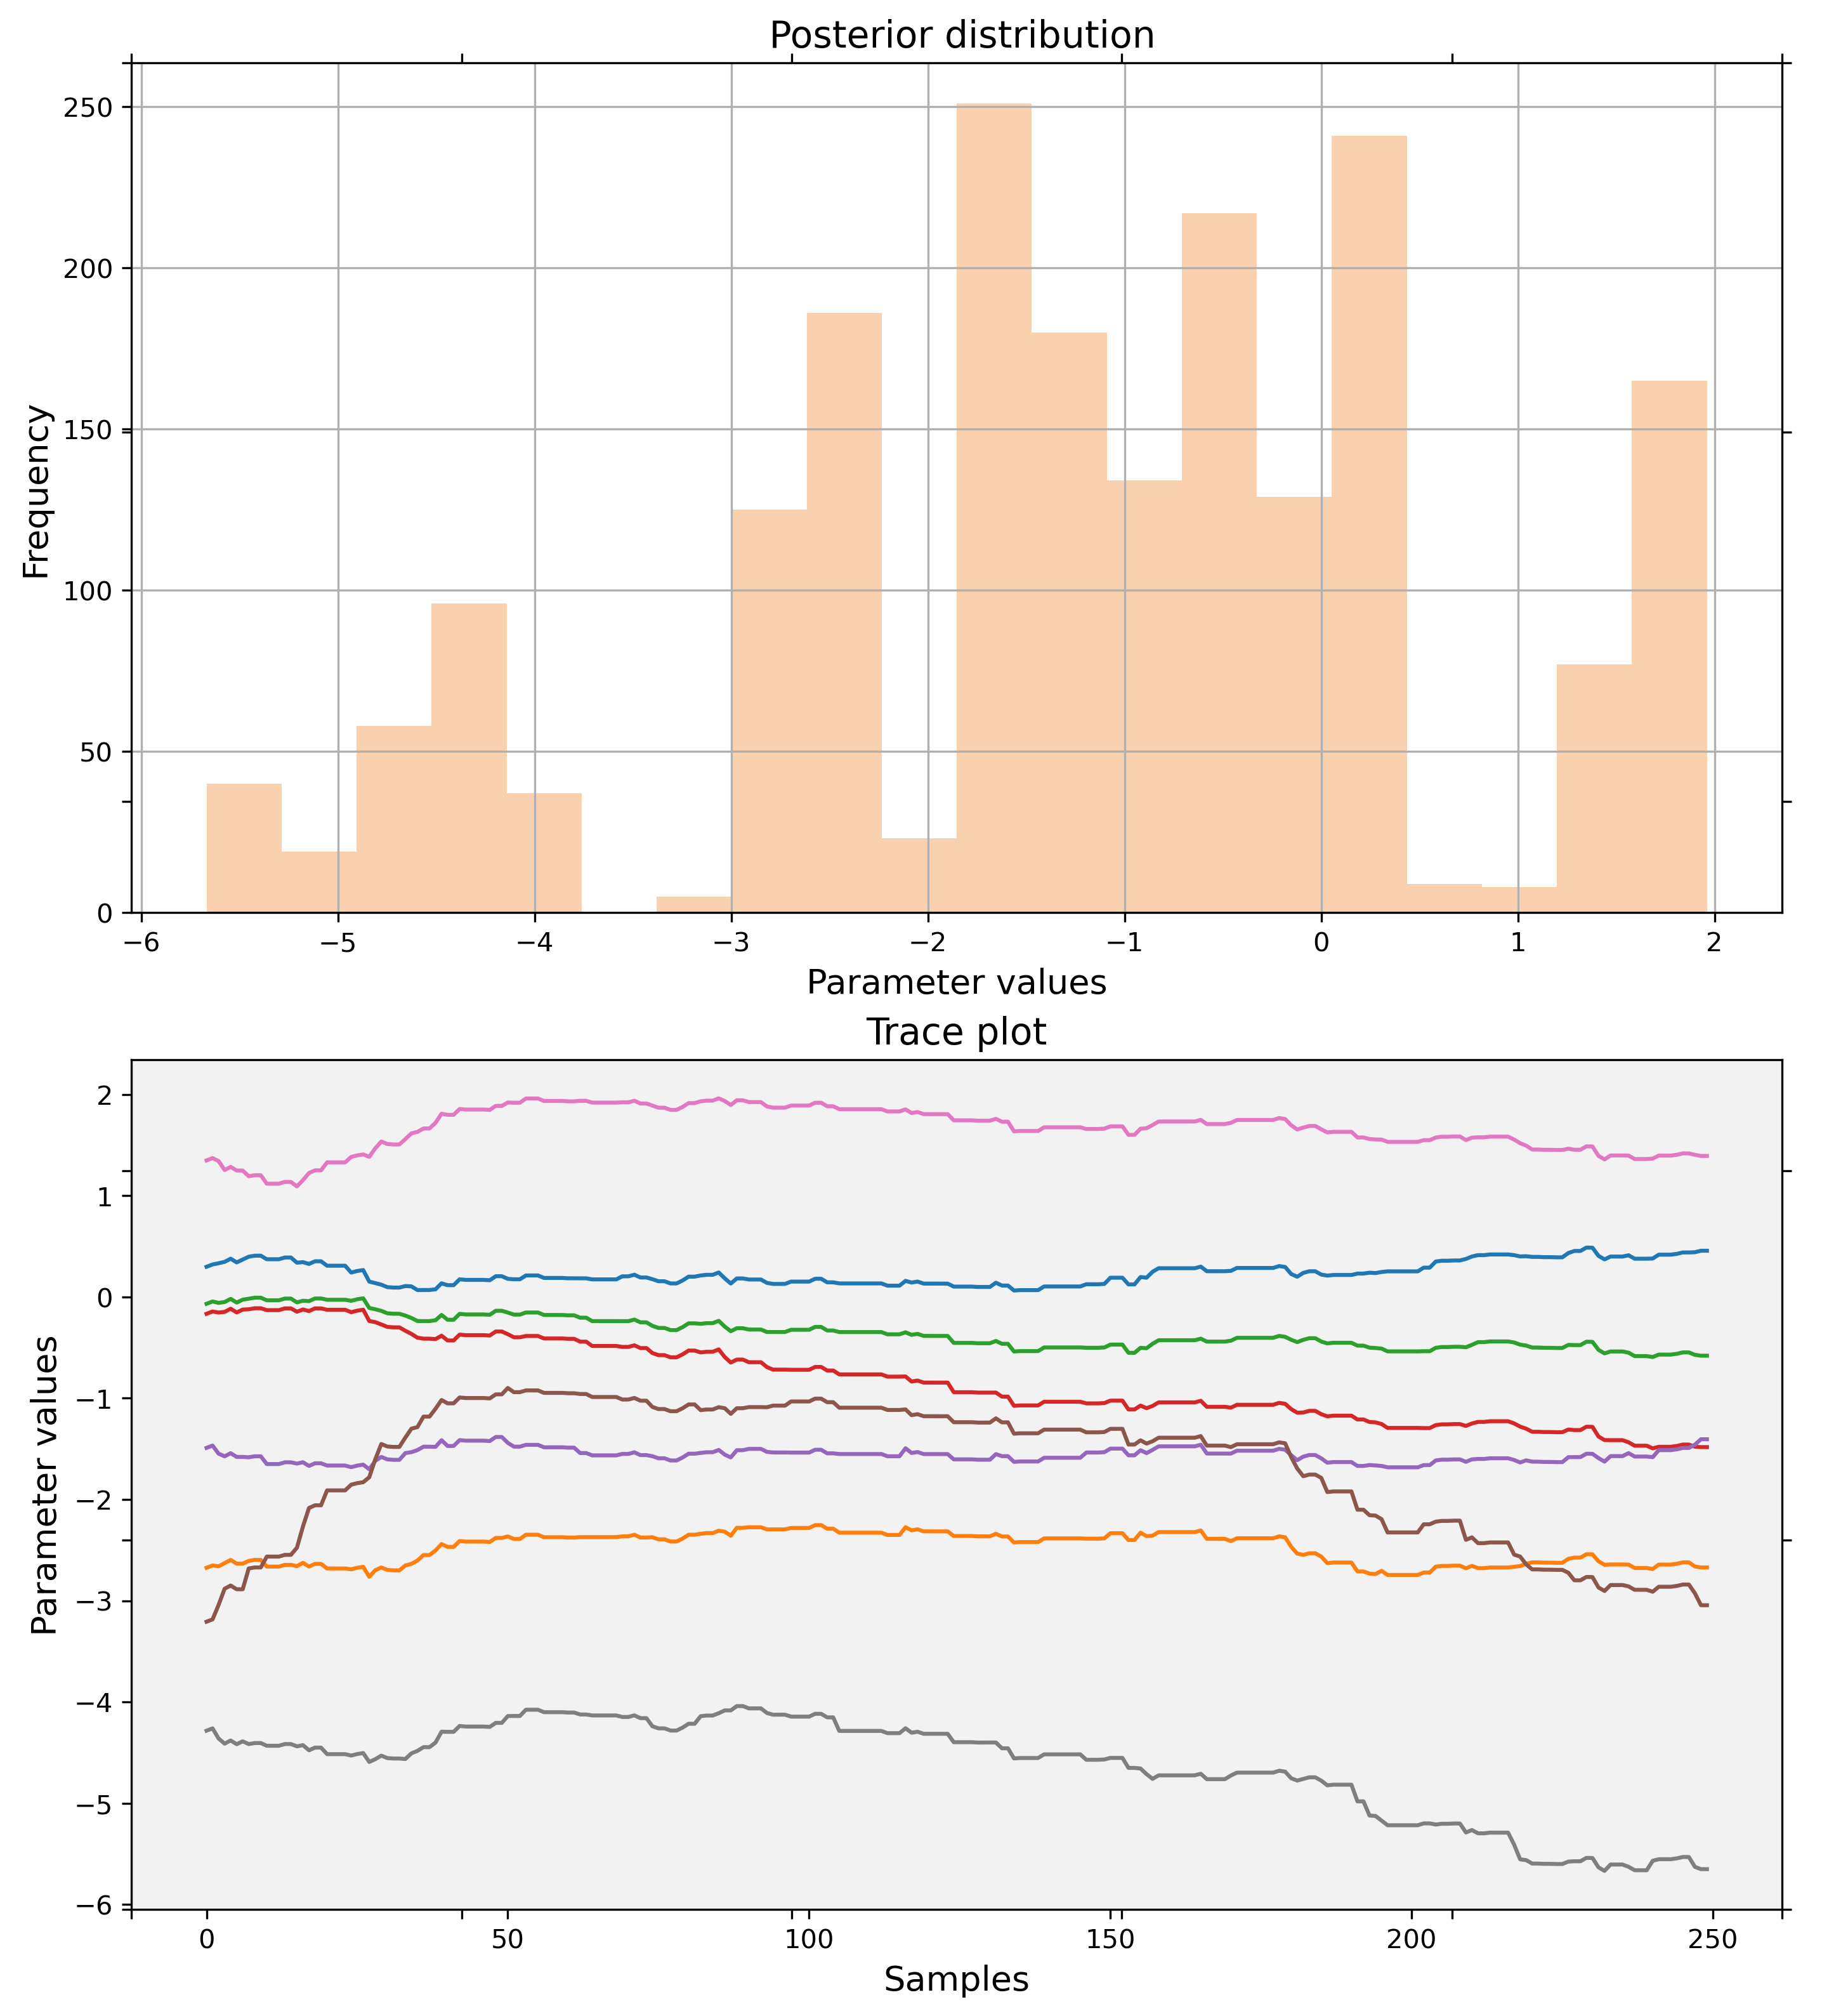 Posterior distribution
250
200
150
100
50
0
Frequency
−6 −5 −4 −3 −2 −1 0 1 2
Parameter values
Trace plot
2
1
0
−1
−2
−3
−4
−5
−6
Parameter values
0 50 100 150 200 250
Samples